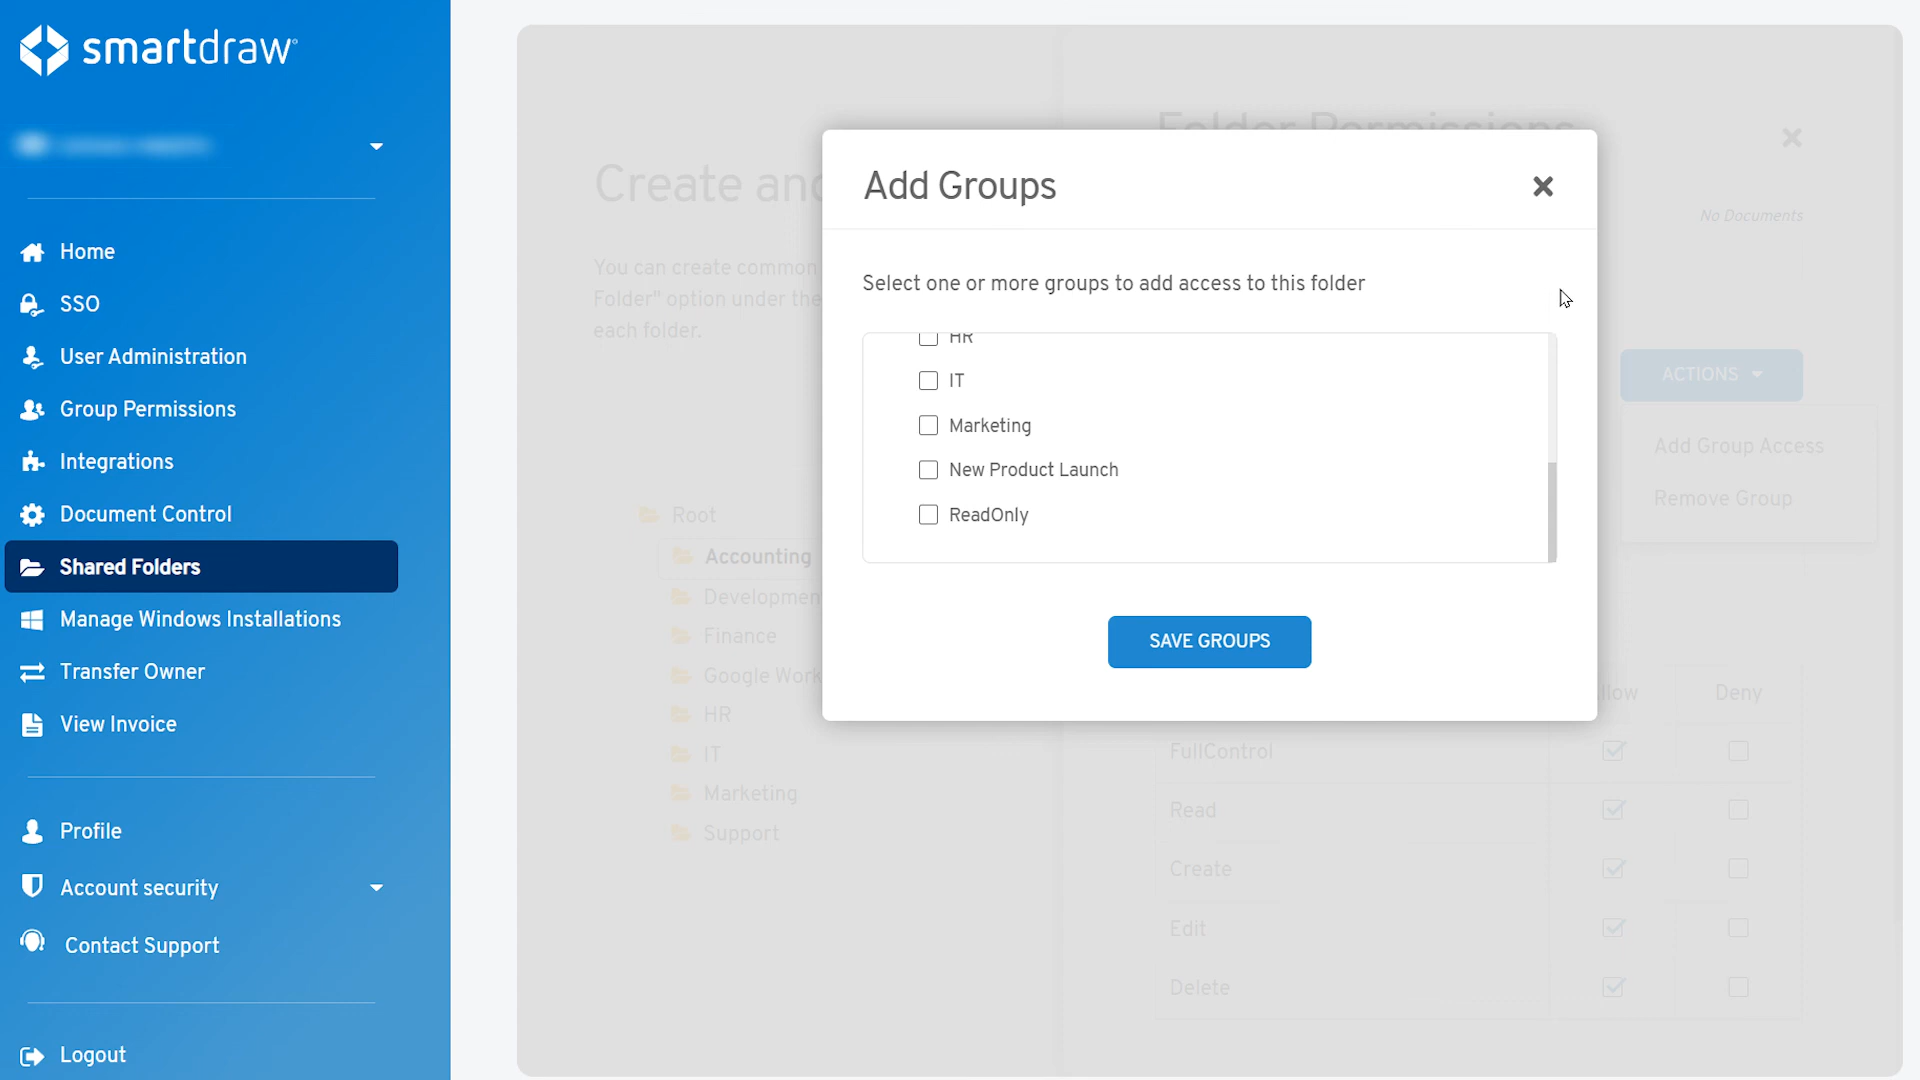 smartdraw
Home
SSO
User Administration
Group Permissions
Integrations
Document Control
Shared Folders
Manage Windows Installations
Transfer Owner
View Invoice
Profile
Account security
Contact Support
Logout
Create and
You can create common
Folder" option under the
each folder.
Root
Accounting
Developmen
Finance
Google Work
HR
IT
Marketing
Support
Folder Permissions
No Documents
ACTIONS
Add Group Access
Remove Group
Add Groups
Select one or more groups to add access to this folder
HR
IT
Marketing
New Product Launch
ReadOnly
SAVE GROUPS
llow Deny
FullControl
Read
Create
Edit
Delete